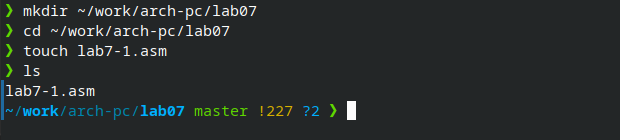 ❯ mkdir ~/work/arch-pc/lab07
❯ cd ~/work/arch-pc/lab07
❯ touch lab7-1.asm
❯ ls
lab7-1.asm
~/work/arch-pc/lab07 master !227 ?2 ❯